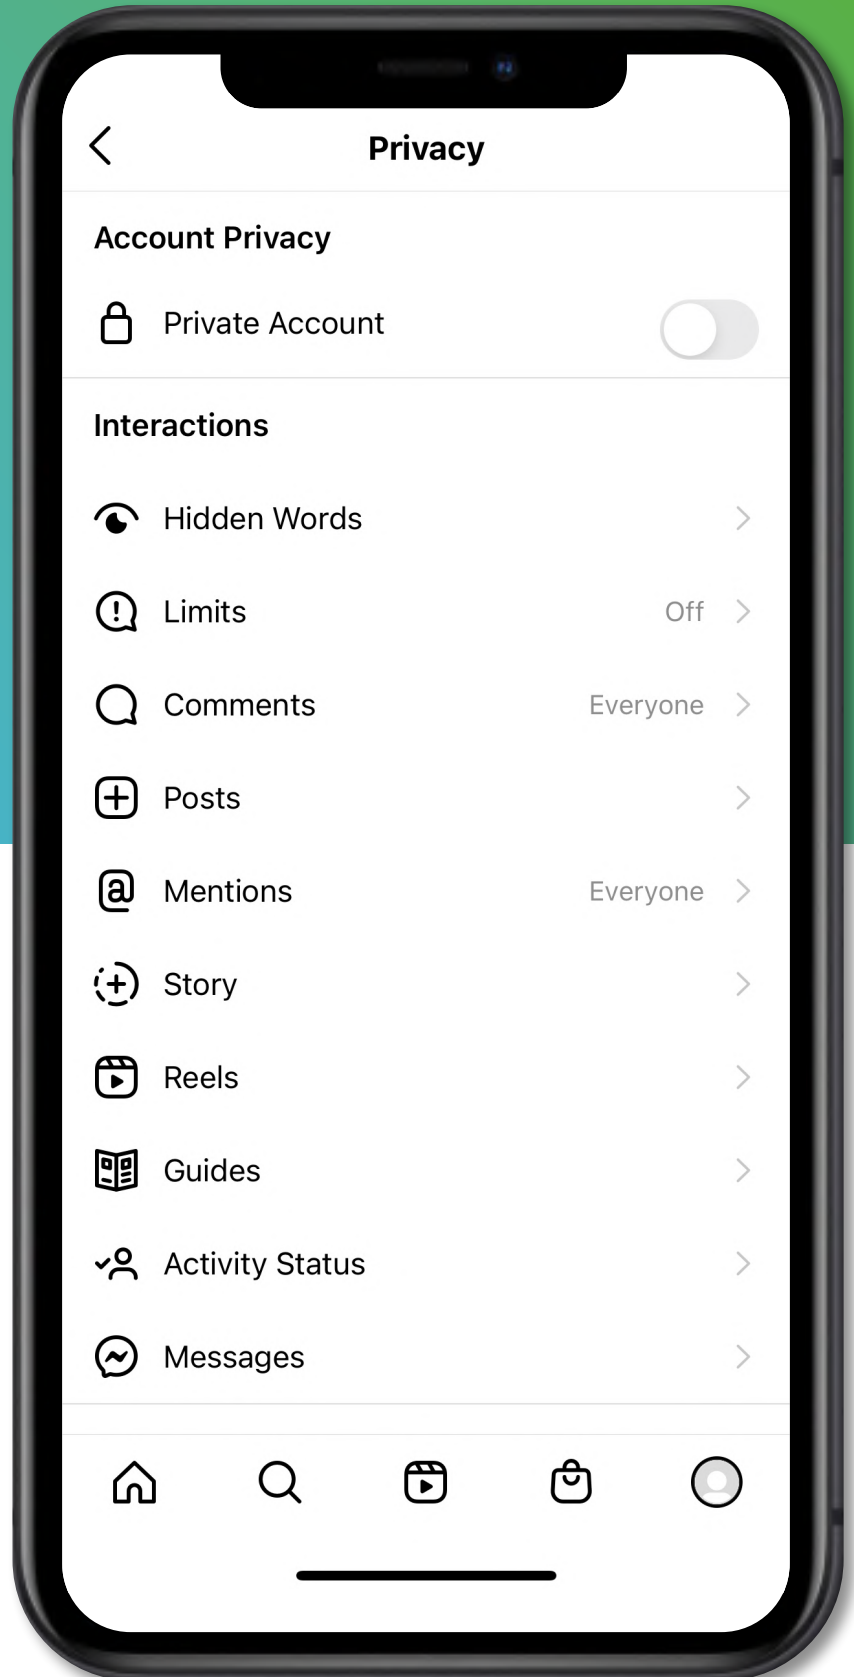 Privacy
Account Privacy
Private Account
Interactions
Hidden Words
Limits Off
Comments Everyone
Posts
Mentions Everyone
Story
Reels
Guides
Activity Status
Messages